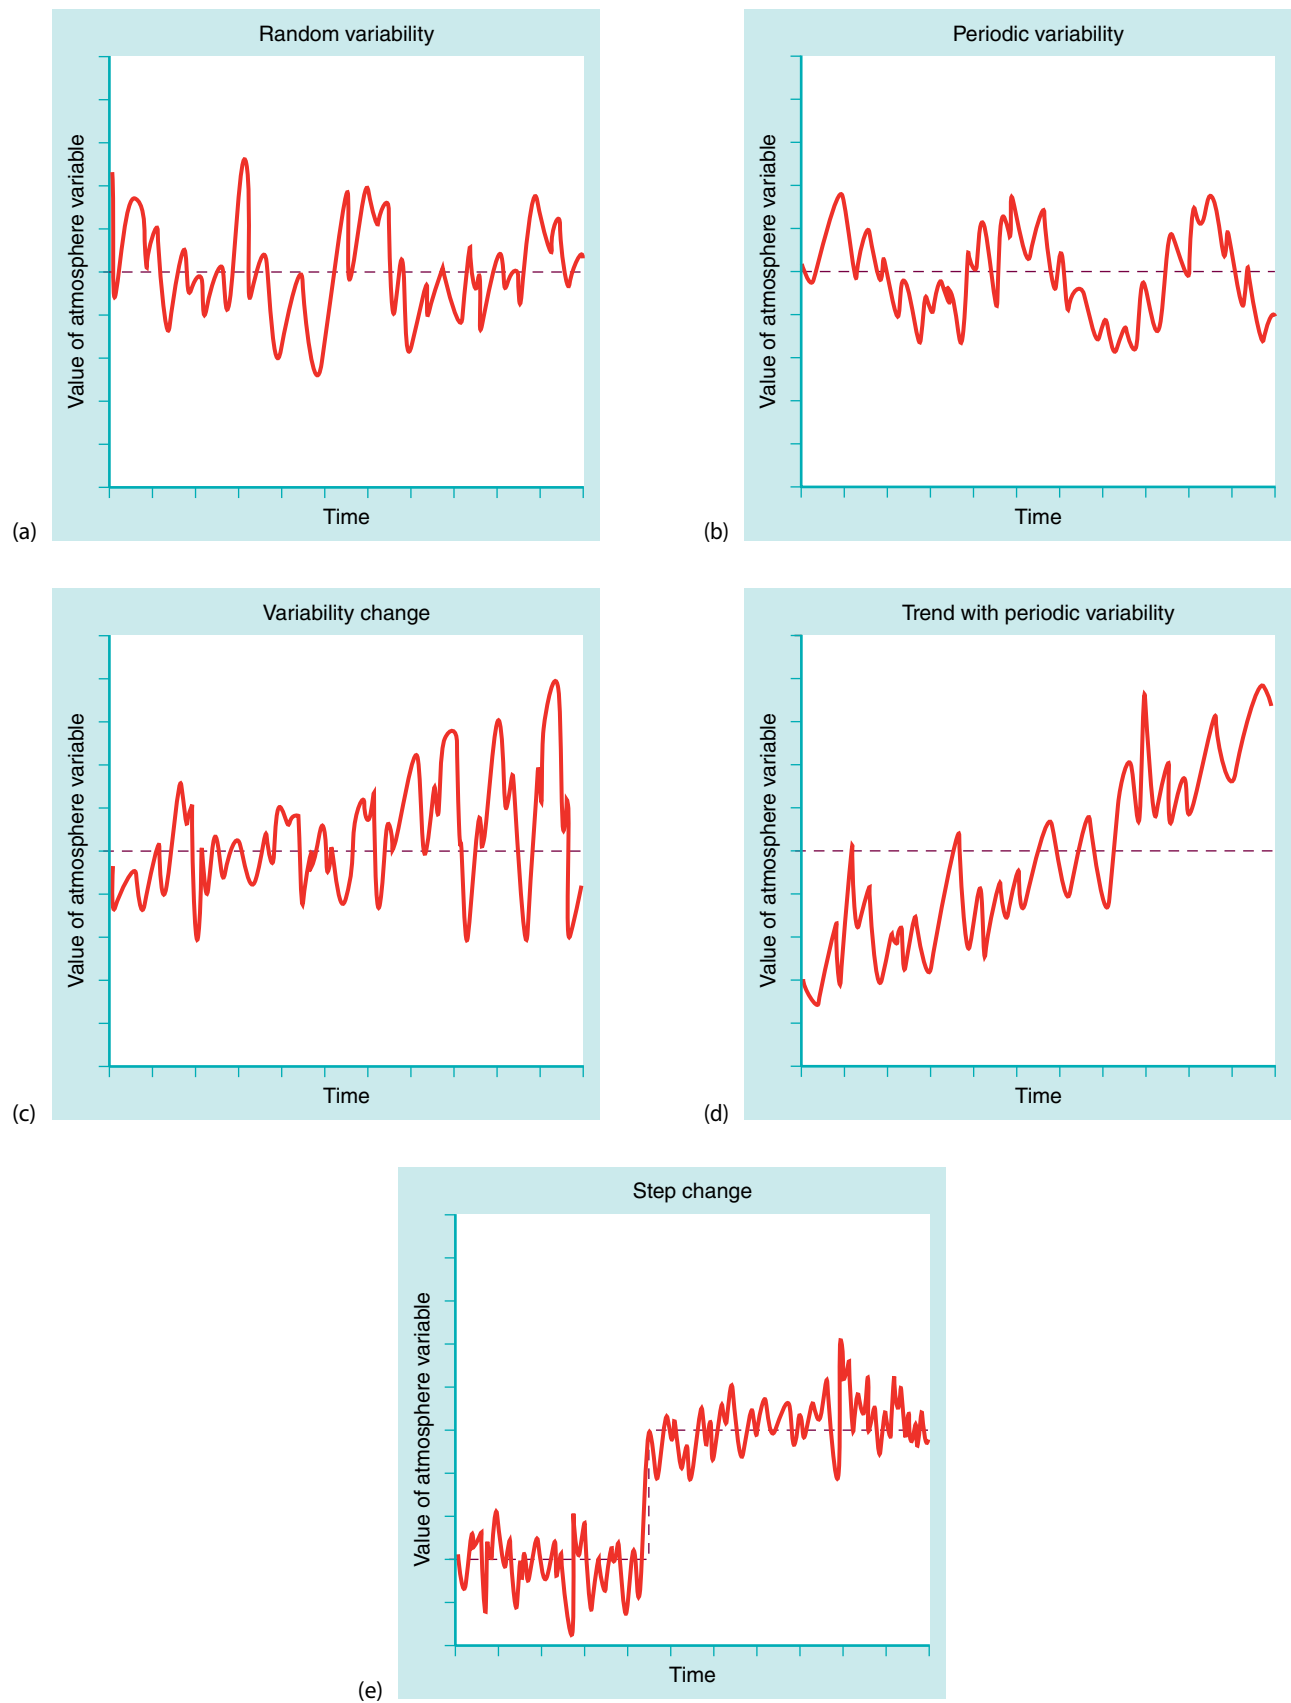 Random variability
Value of atmosphere variable
Time
(a)
Periodic variability
Value of atmosphere variable
Time
(b)
Variability change
Value of atmosphere variable
Time
(c)
Trend with periodic variability
Value of atmosphere variable
Time
(d)
Step change
Value of atmosphere variable
Time
(e)